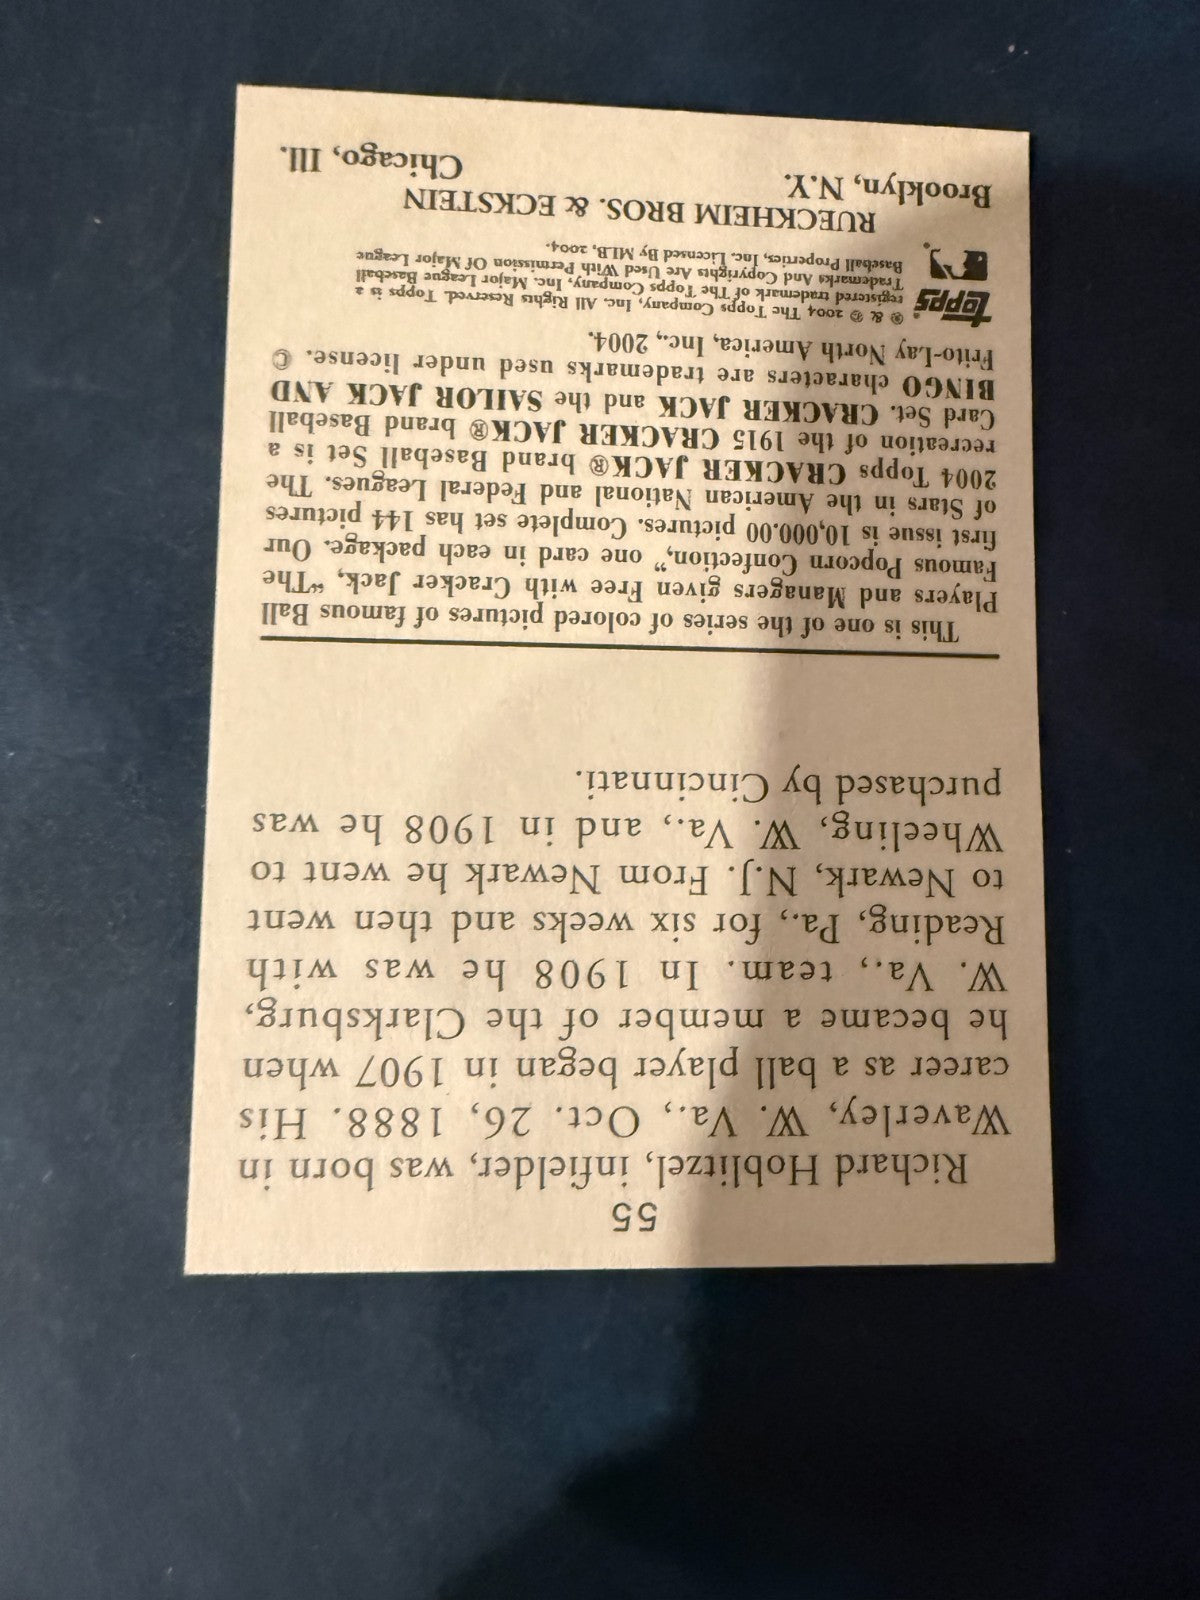 55
Richard Hoblitzel, infielder, was born in
Waverley, W. Va., Oct. 26, 1888. His
career as a ball player began in 1907 when
he became a member of the Clarksburg,
W. Va., team. In 1908 he was with
Reading, Pa., for six weeks and then went
to Newark, N.J. From Newark he went to
Wheeling, W. Va., and in 1908 he was
purchased by Cincinnati.
This is one of the series of colored pictures of famous Ball
Players and Managers given Free with Cracker Jack, “The
Famous Popcorn Confection,” one card in each package. Our
first issue is 10,000.00 pictures. Complete set has 144 pictures
of Stars in the American National and Federal Leagues. The
2004 Topps CRACKER JACK® brand Baseball Set is a
recreation of the 1915 CRACKER JACK® brand Baseball
Card Set. CRACKER JACK and the SAILOR JACK AND
BINGO characters are trademarks used under license. ©
Frito-Lay North America, Inc., 2004.
topps
® & © 2004 The Topps Company, Inc. All Rights Reserved. Topps is a
registered trademark of The Topps Company, Inc. Major League Baseball
Trademarks And Copyrights Are Used With Permission Of Major League
Baseball Properties, Inc. Licensed By MLB, 2004.
RUECKHEIM BROS. & ECKSTEIN
Brooklyn, N.Y. Chicago, Ill.